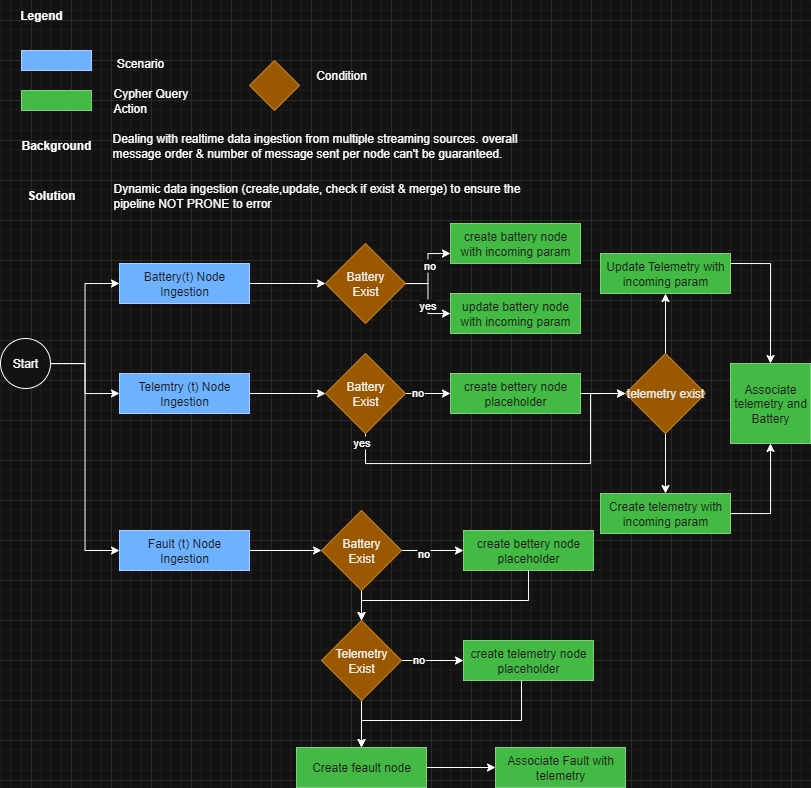 Legend
Scenario
Condition
Cypher Query
Action
Background
Dealing with realtime data ingestion from multiple streaming sources. overall
message order & number of message sent per node can't be guaranteed.
Solution
Dynamic data ingestion (create,update, check if exist & merge) to ensure the
pipeline NOT PRONE to error
Start
Battery(t) Node
Ingestion
Battery
Exist
no
create battery node
with incoming param
yes
update battery node
with incoming param
Update Telemetry with
incoming param
Telemtry (t) Node
Ingestion
Battery
Exist
no
create bettery node
placeholder
yes
telemetry exist
Associate
telemetry and
Battery
Create telemetry with
incoming param
Fault (t) Node
Ingestion
Battery
Exist
no
create bettery node
placeholder
Telemetry
Exist
no
create telemetry node
placeholder
Create feault node
Associate Fault with
telemetry